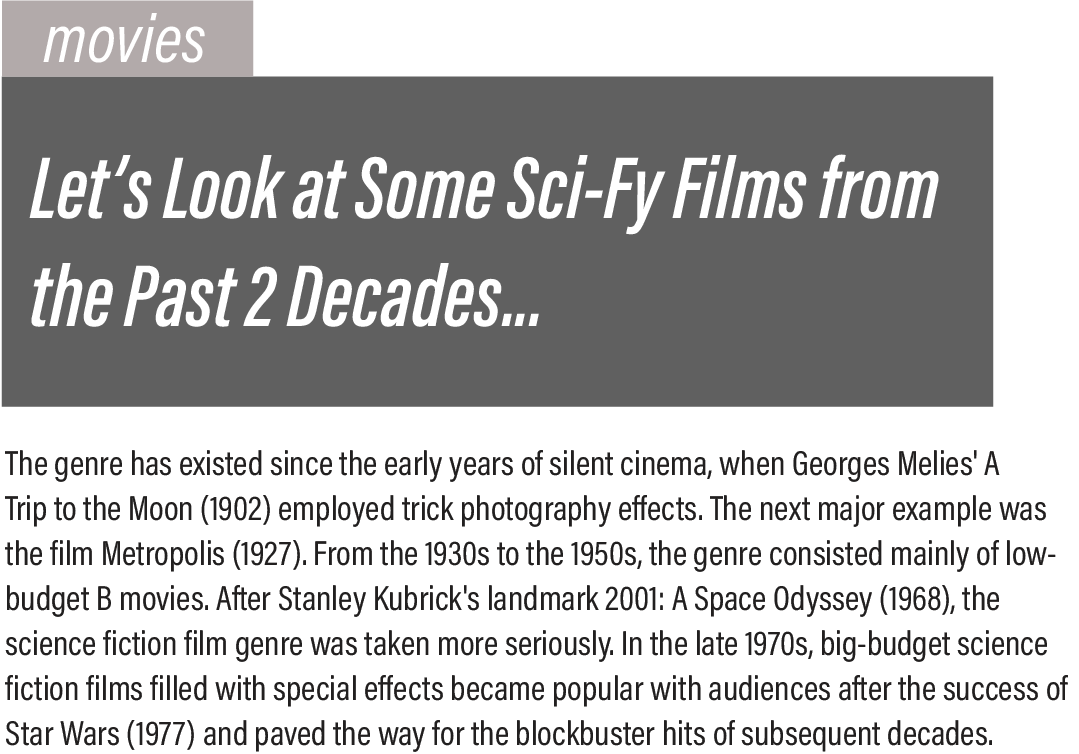 movies
Let's Look at Some Sci-Fy Films from
the Past 2 Decades...
The genre has existed since the early years of silent cinema, when Georges Melies' A
Trip to the Moon (1902) employed trick photography effects. The next major example was
the film Metropolis (1927). From the 1930s to the 1950s, the genre consisted mainly of low-
budget B movies. After Stanley Kubrick's landmark 2001: A Space Odyssey (1968), the
science fiction film genre was taken more seriously. In the late 1970s, big-budget science
fiction films filled with special effects became popular with audiences after the success of
Star Wars (1977) and paved the way for the blockbuster hits of subsequent decades.